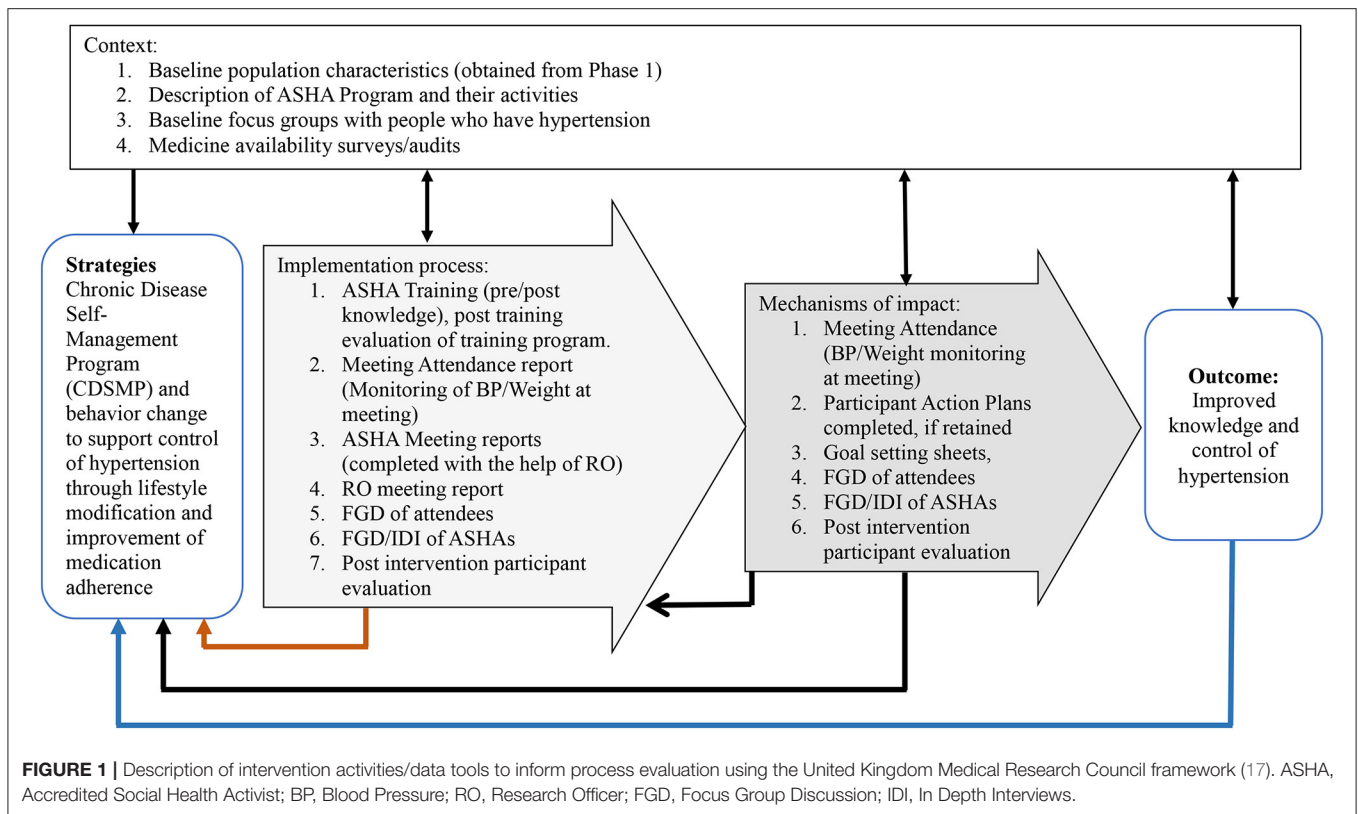 Context:
1. Baseline population characteristics (obtained from Phase 1)
2. Description of ASHA Program and their activities
3. Baseline focus groups with people who have hypertension
4. Medicine availability surveys/audits
Strategies
Chronic Disease
Self-
Management
Program
(CDSMP) and
behavior change
to support control
of hypertension
through lifestyle
modification and
improvement of
medication
adherence
Implementation process:
1. ASHA Training (pre/post
knowledge), post training
evaluation of training program.
2. Meeting Attendance report
(Monitoring of BP/Weight at
meeting)
3. ASHA Meeting reports
(completed with the help of RO)
4. RO meeting report
5. FGD of attendees
6. FGD/IDI of ASHAs
7. Post intervention participant
evaluation
Mechanisms of impact:
1. Meeting Attendance
(BP/Weight monitoring
at meeting)
2. Participant Action Plans
completed, if retained
3. Goal setting sheets,
4. FGD of attendees
5. FGD/IDI of ASHAs
6. Post intervention
participant evaluation
Outcome:
Improved
knowledge and
control of
hypertension
FIGURE 1 | Description of intervention activities/data tools to inform process evaluation using the United Kingdom Medical Research Council framework (17). ASHA,
Accredited Social Health Activist; BP, Blood Pressure; RO, Research Officer; FGD, Focus Group Discussion; IDI, In Depth Interviews.